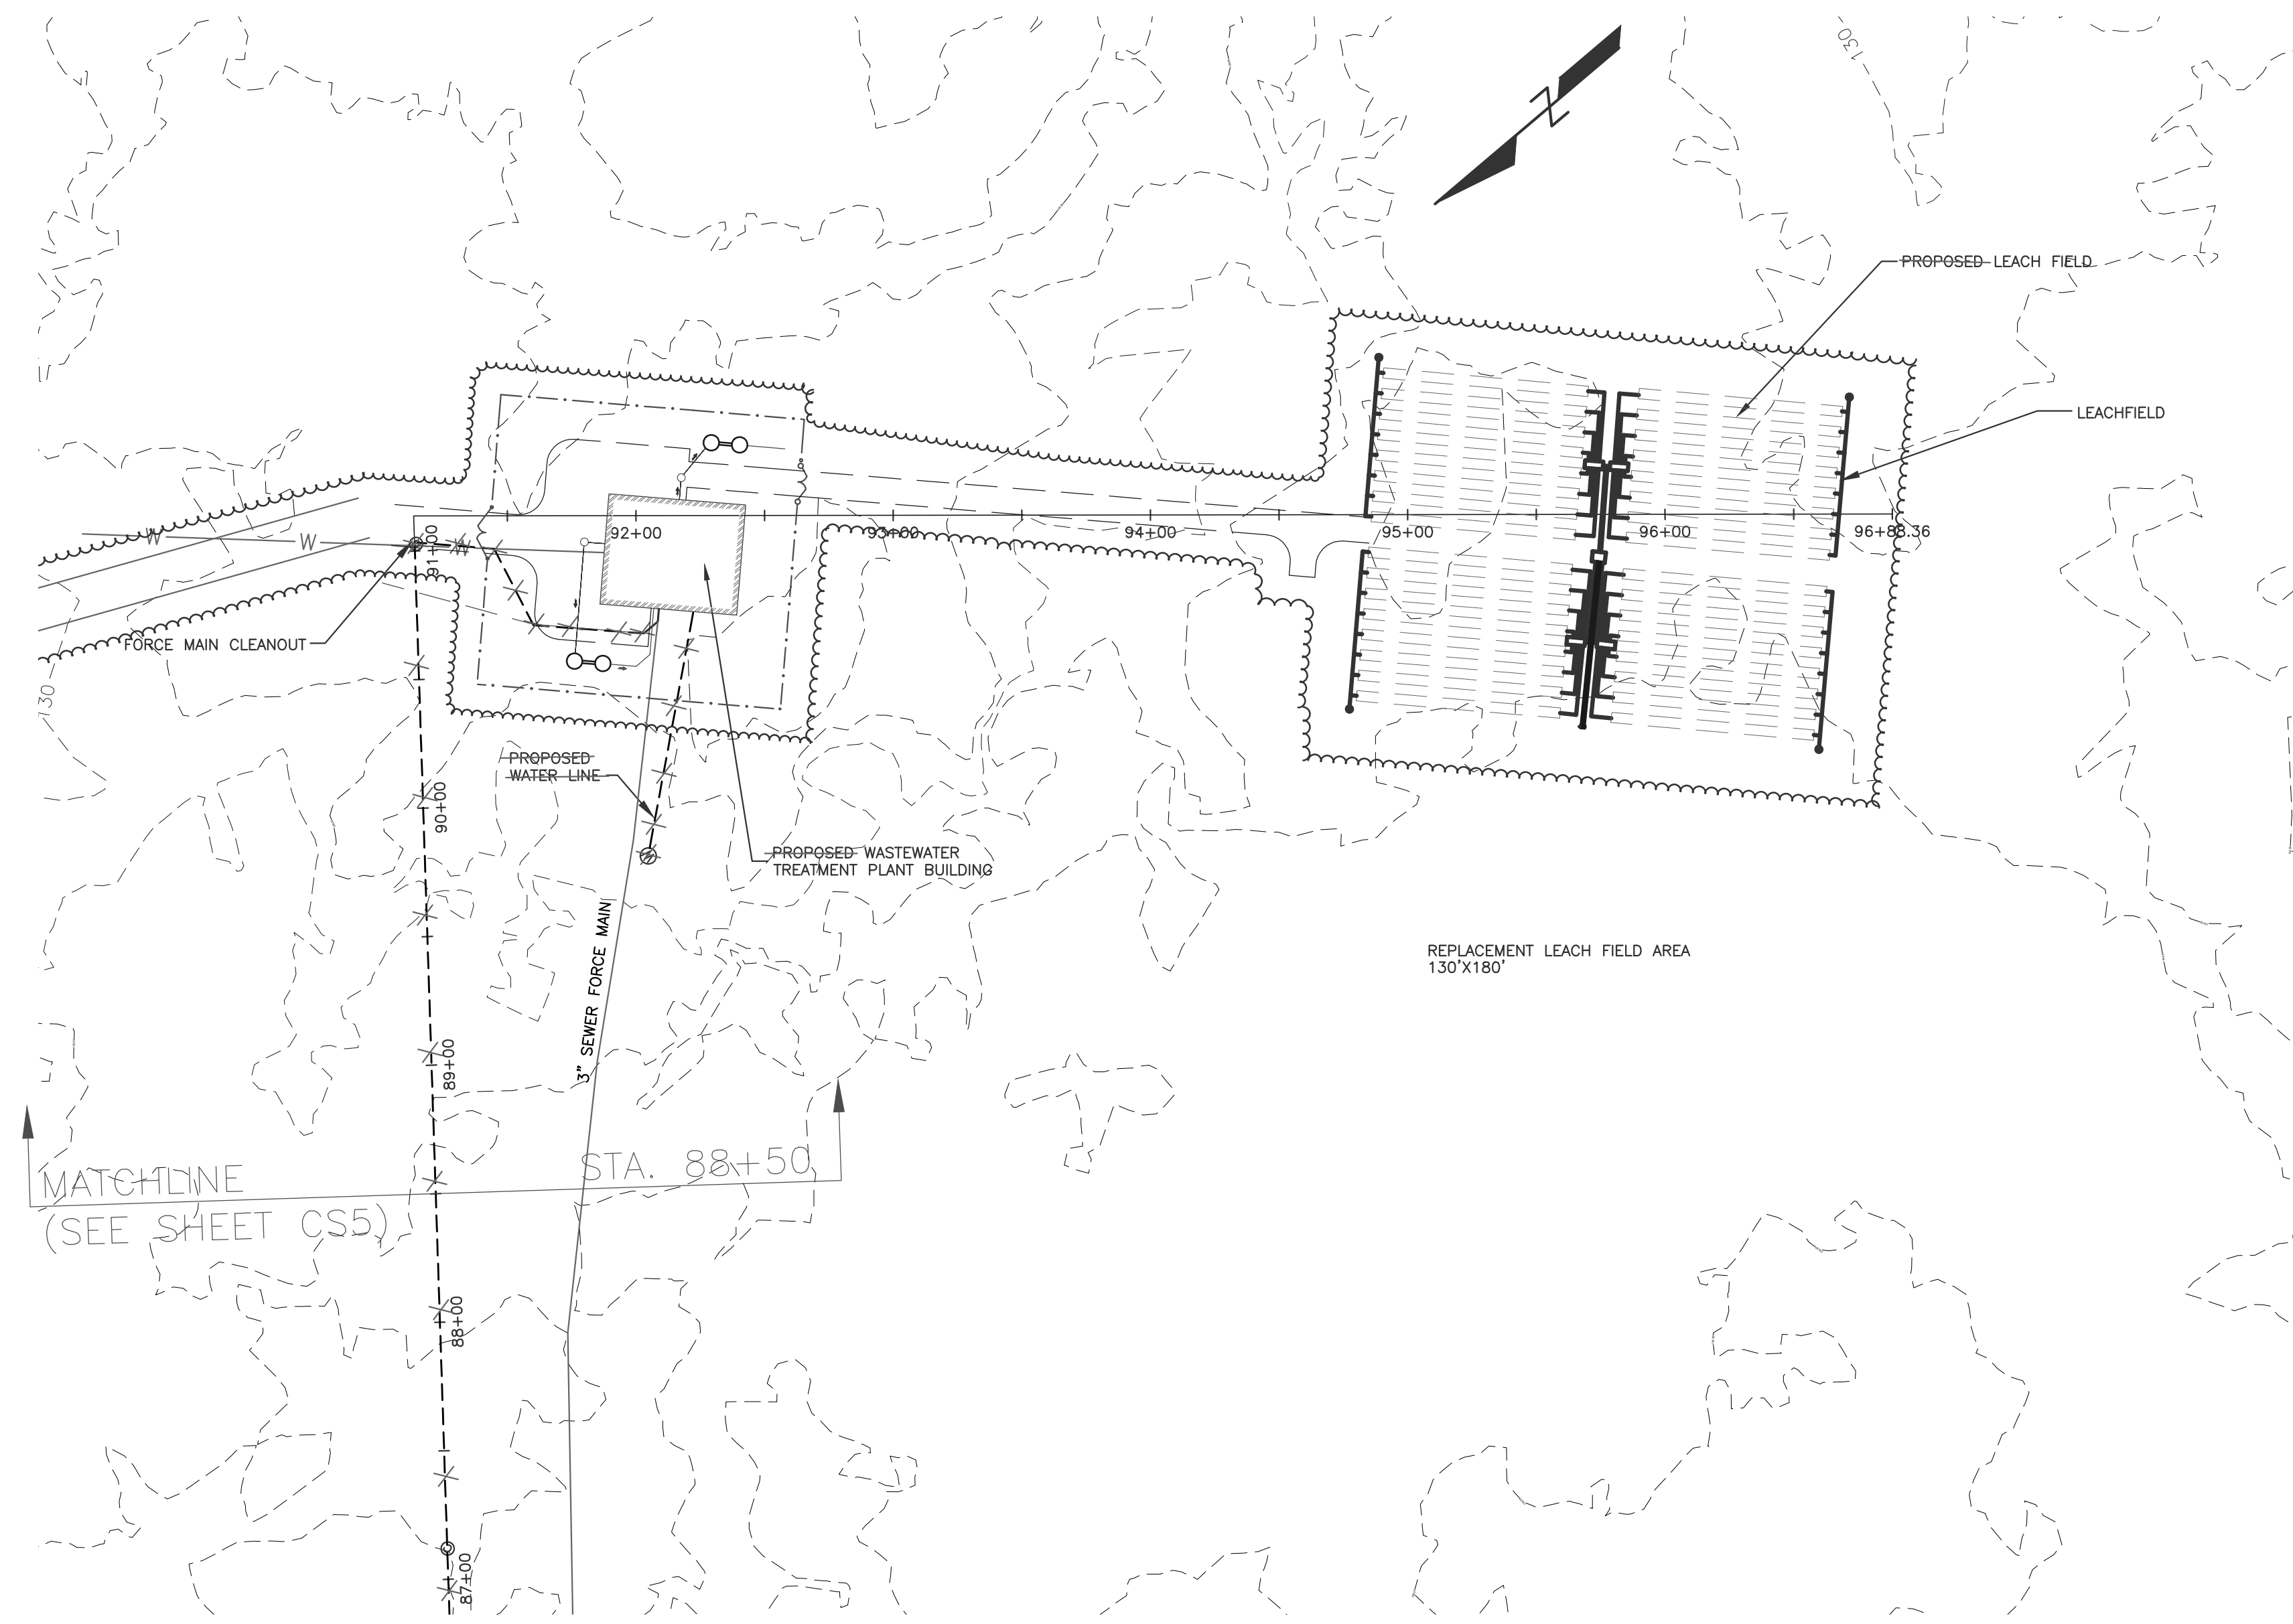 130
PROPOSED LEACH FIELD
LEACHFIELD
N
W
W
W
91+00
92+00
93+00
94+00
95+00
96+00
96+88.36
FORCE MAIN CLEANOUT
130
PROPOSED
WATER LINE
90+00
PROPOSED WASTEWATER
TREATMENT PLANT BUILDING
3" SEWER FORCE MAIN
REPLACEMENT LEACH FIELD AREA
130'X180'
89+00
MATCHLINE
STA. 88+50
(SEE SHEET CS5)
88+00
87+00